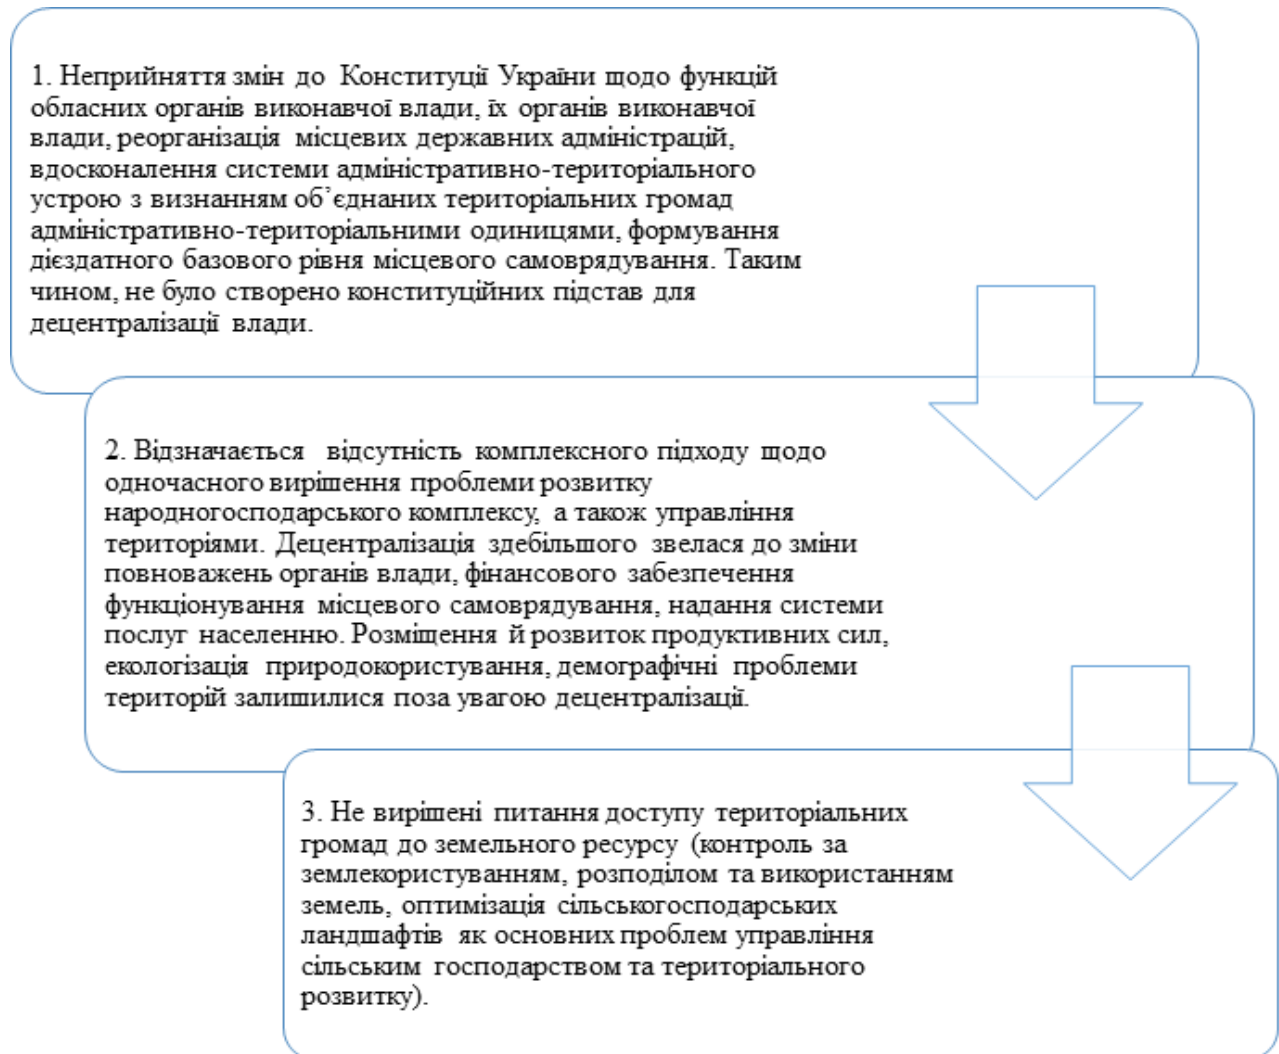 1. Неприйняття змін до Конституції України щодо функцій
обласних органів виконавчої влади, їх органів виконавчої
влади, реорганізація місцевих державних адміністрацій,
вдосконалення системи адміністративно-територіального
устрою з визнанням об’єднаних територіальних громад
адміністративно-територіальними одиницями, формування
дієздатного базового рівня місцевого самоврядування. Таким
чином, не було створено конституційних підстав для
децентралізації влади.
2. Відзначається відсутність комплексного підходу щодо
одночасного вирішення проблеми розвитку
народногосподарського комплексу, а також управління
територіями. Децентралізація здебільшого звелася до зміни
повноважень органів влади, фінансового забезпечення
функціонування місцевого самоврядування, надання системи
послуг населенню. Розміщення й розвиток продуктивних сил,
екологізація природокористування, демографічні проблеми
територій залишилися поза увагою децентралізації.
3. Не вирішені питання доступу територіальних
громад до земельного ресурсу (контроль за
землекористуванням, розподілом та використанням
земель, оптимізація сільськогосподарських
ландшафтів як основних проблем управління
сільським господарством та територіального
розвитку).